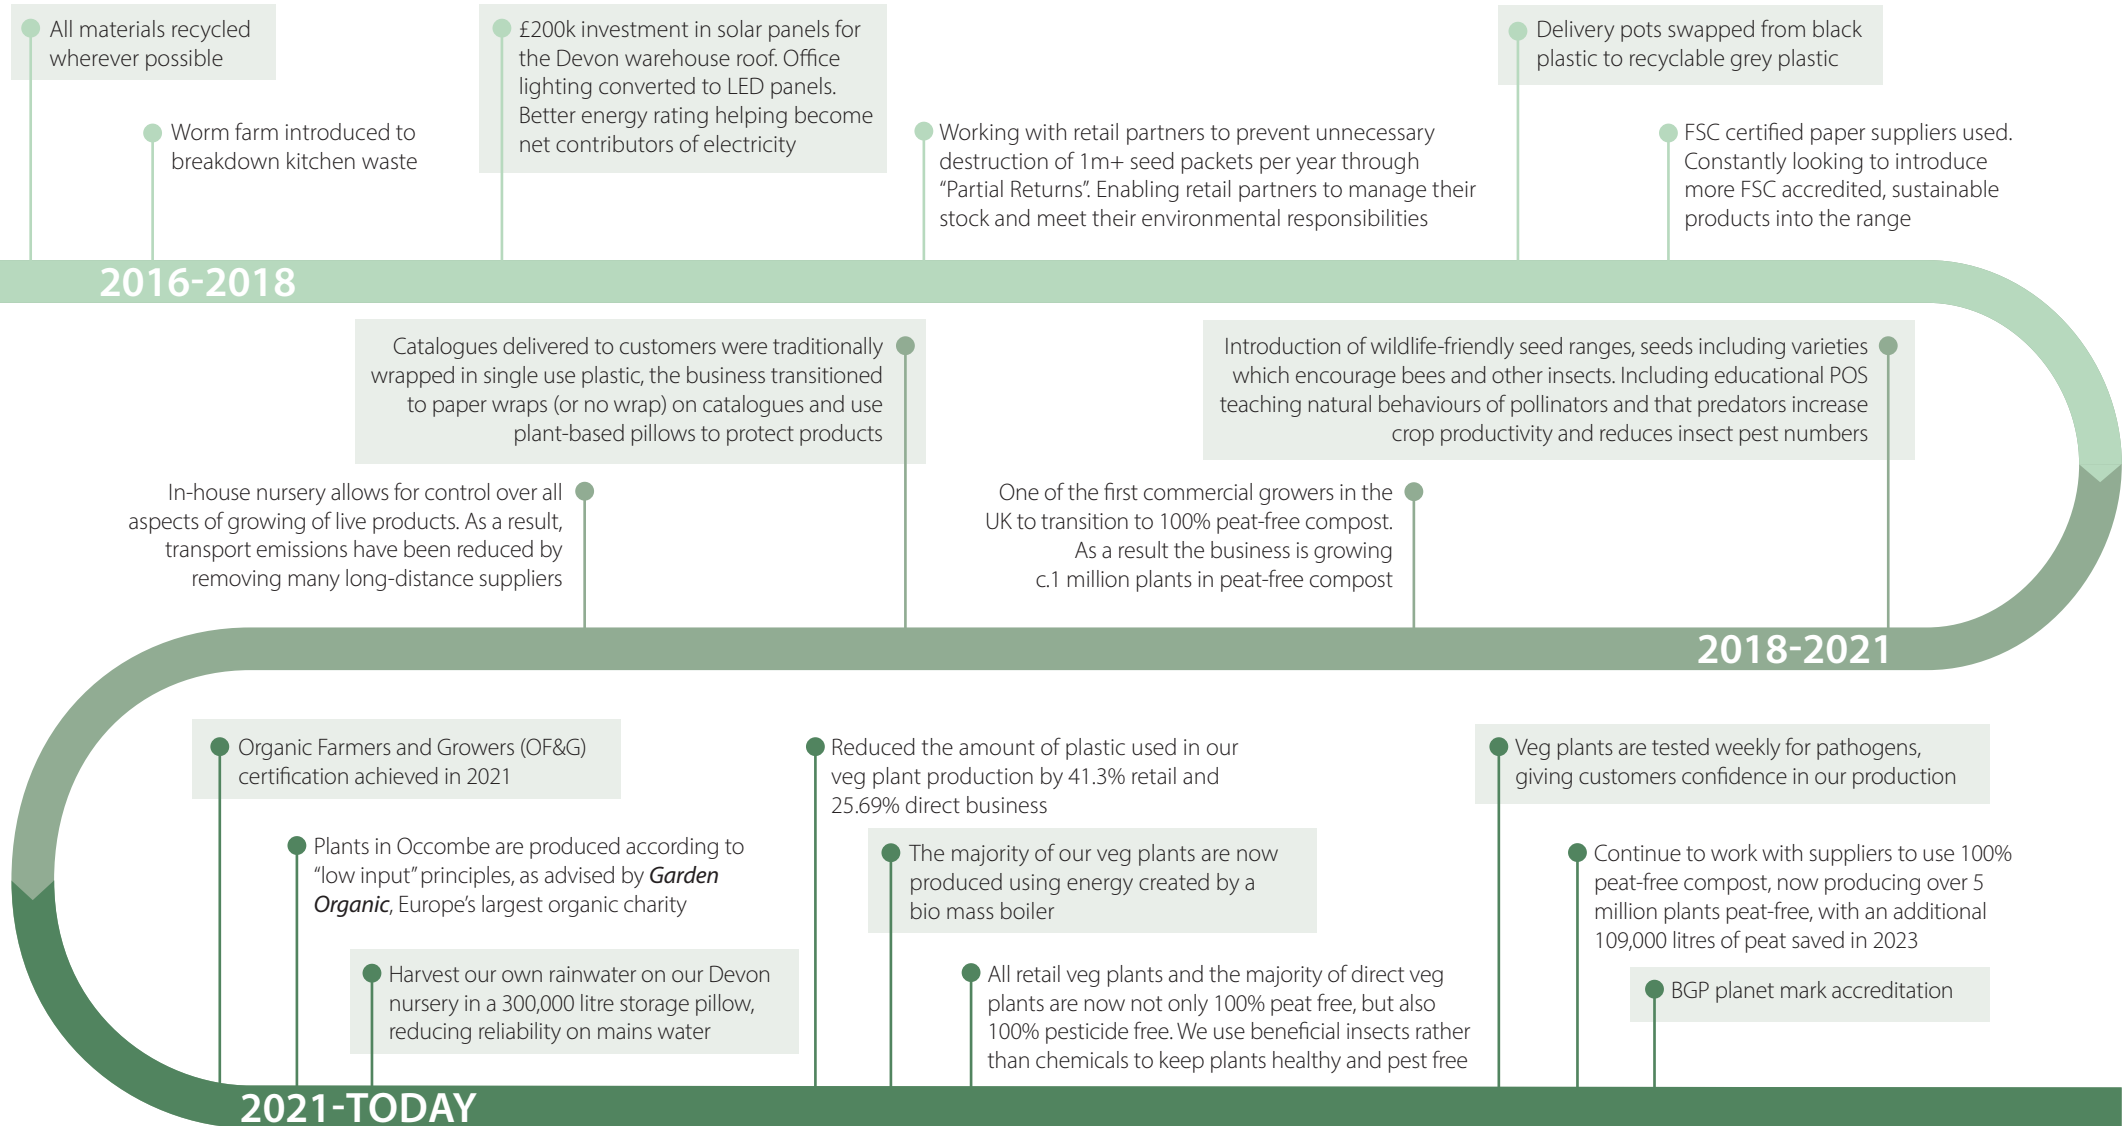 All materials recycled
wherever possible
Worm farm introduced to
breakdown kitchen waste
£200k investment in solar panels for
the Devon warehouse roof. Office
lighting converted to LED panels.
Better energy rating helping become
net contributors of electricity
Working with retail partners to prevent unnecessary
destruction of 1m+ seed packets per year through
“Partial Returns”. Enabling retail partners to manage their
stock and meet their environmental responsibilities
Delivery pots swapped from black
plastic to recyclable grey plastic
FSC certified paper suppliers used.
Constantly looking to introduce
more FSC accredited, sustainable
products into the range
2016-2018
Introduction of wildlife-friendly seed ranges, seeds including varieties
which encourage bees and other insects. Including educational POS
teaching natural behaviours of pollinators and that predators increase
crop productivity and reduces insect pest numbers
One of the first commercial growers in the
UK to transition to 100% peat-free compost.
As a result the business is growing
c.1 million plants in peat-free compost
Catalogues delivered to customers were traditionally
wrapped in single use plastic, the business transitioned
to paper wraps (or no wrap) on catalogues and use
plant-based pillows to protect products
In-house nursery allows for control over all
aspects of growing of live products. As a result,
transport emissions have been reduced by
removing many long-distance suppliers
2018-2021
Organic Farmers and Growers (OF&G)
certification achieved in 2021
Plants in Occombe are produced according to
“low input” principles, as advised by Garden
Organic, Europe’s largest organic charity
Harvest our own rainwater on our Devon
nursery in a 300,000 litre storage pillow,
reducing reliability on mains water
Reduced the amount of plastic used in our
veg plant production by 41.3% retail and
25.69% direct business
The majority of our veg plants are now
produced using energy created by a
bio mass boiler
All retail veg plants and the majority of direct veg
plants are now not only 100% peat free, but also
100% pesticide free. We use beneficial insects rather
than chemicals to keep plants healthy and pest free
Veg plants are tested weekly for pathogens,
giving customers confidence in our production
Continue to work with suppliers to use 100%
peat-free compost, now producing over 5
million plants peat-free, with an additional
109,000 litres of peat saved in 2023
BGP planet mark accreditation
2021-TODAY